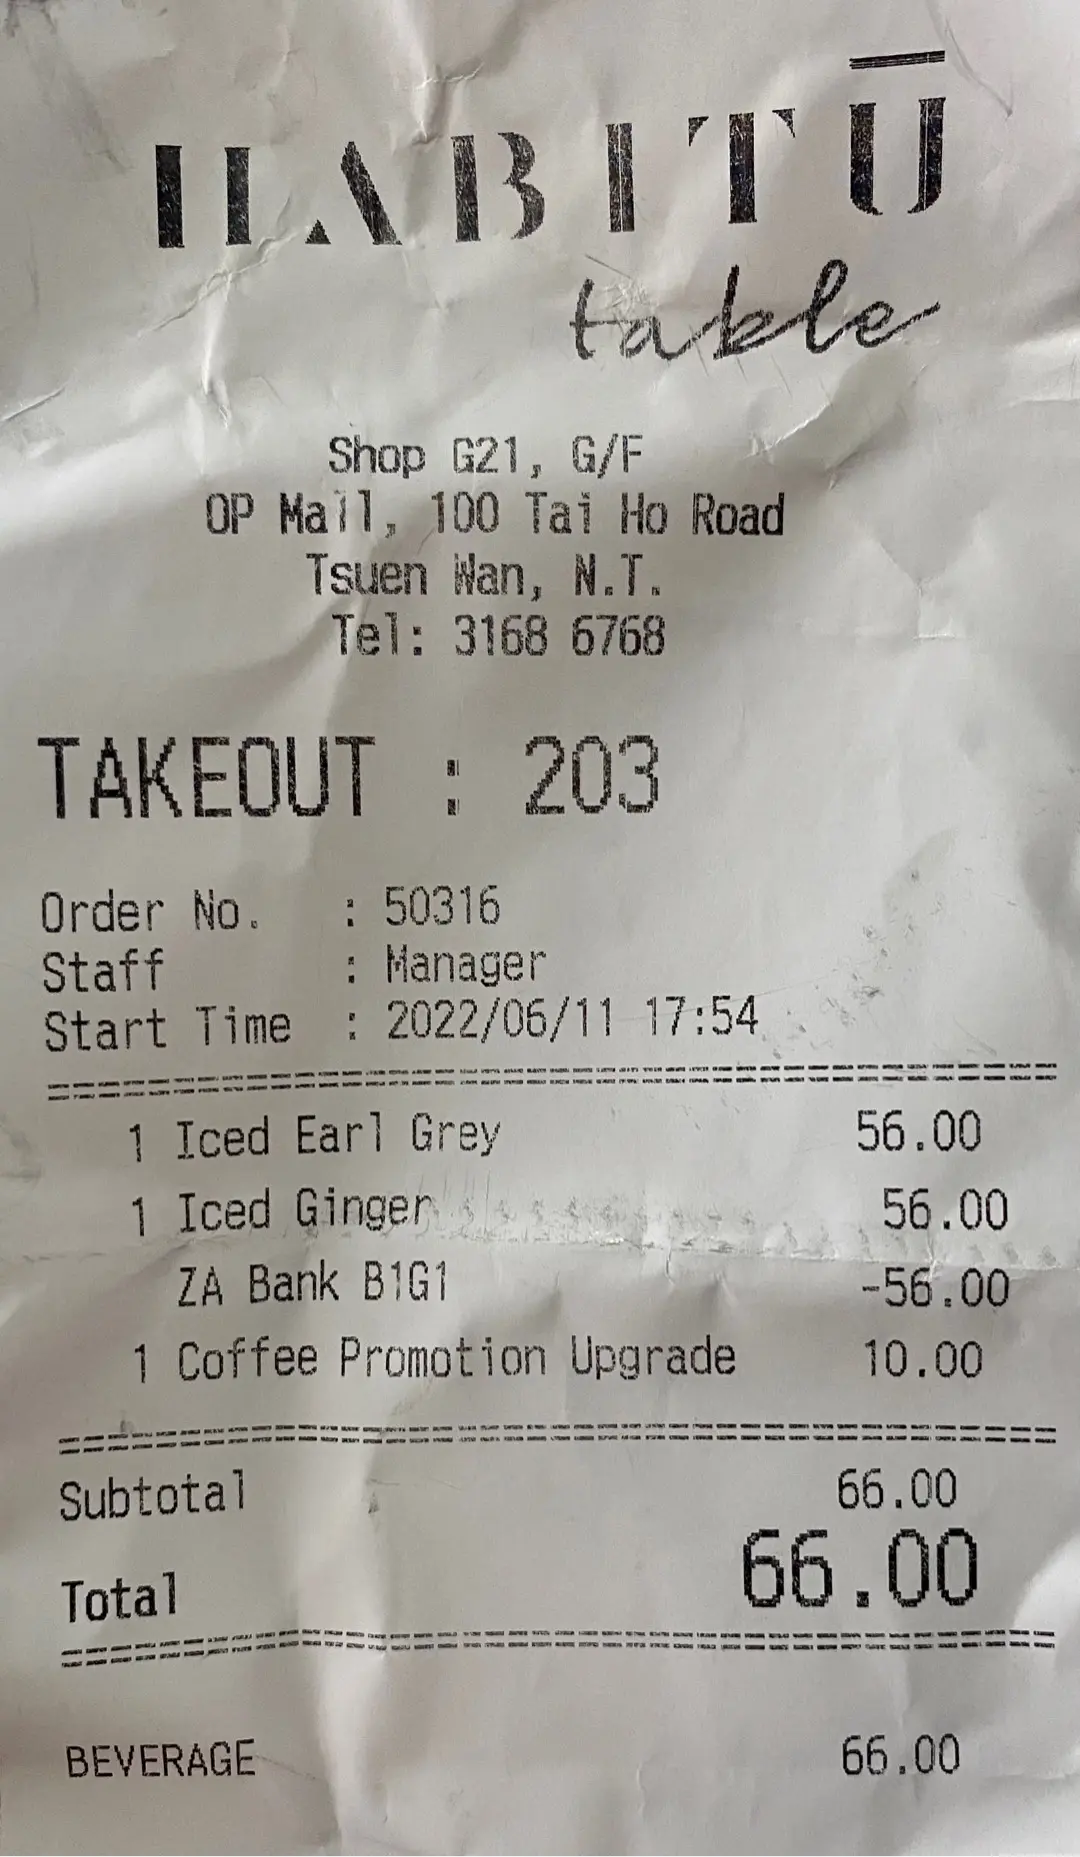 HABITŪ
table
Shop G21, G/F
OP Mall, 100 Tai Ho Road
Tsuen Wan, N.T.
Tel: 3168 6768
TAKEOUT : 203
Order No. : 50316
Staff : Manager
Start Time : 2022/06/11 17:54
1 Iced Earl Grey 56.00
1 Iced Ginger 56.00
ZA Bank B1G1 -56.00
1 Coffee Promotion Upgrade 10.00
Subtotal 66.00
Total 66.00
BEVERAGE 66.00